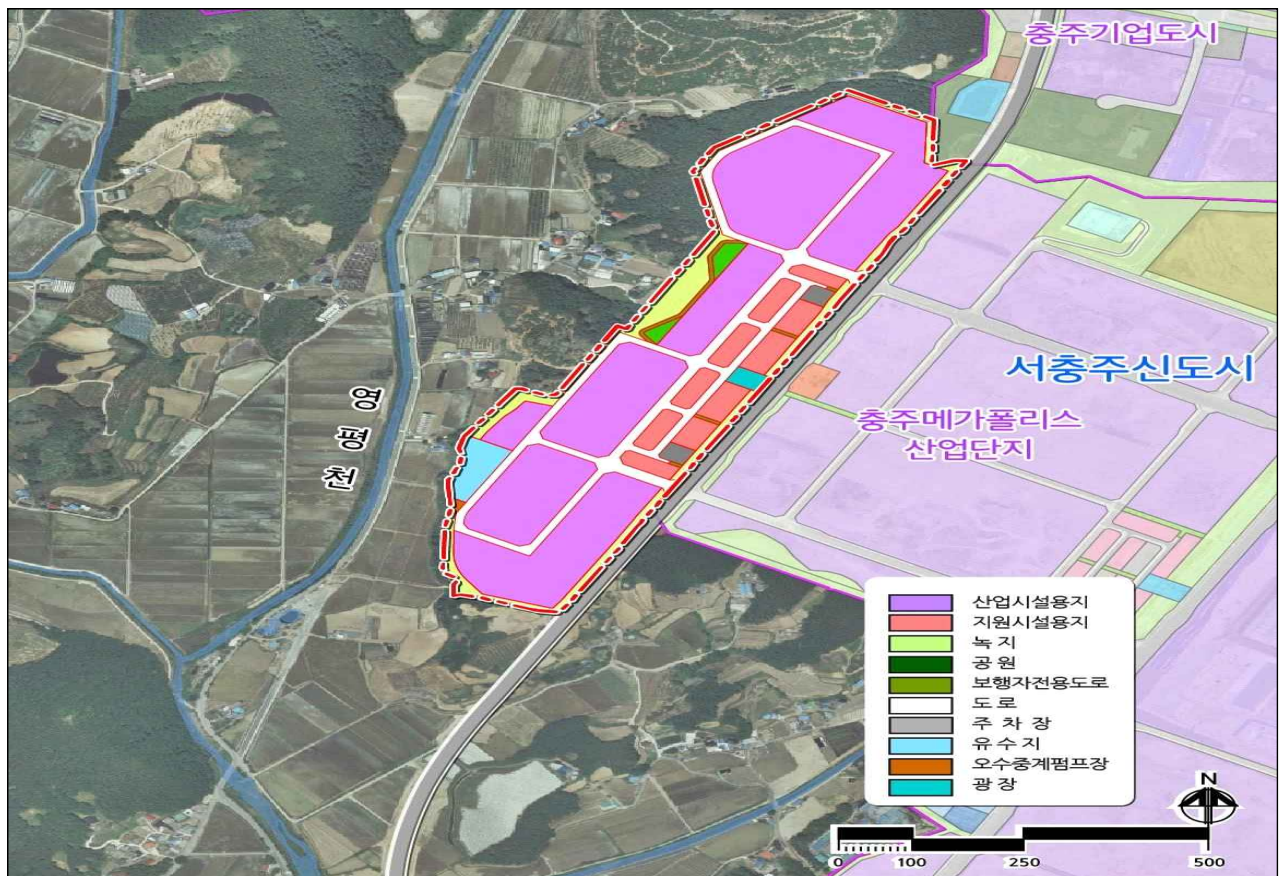 충주기업도시
서충주신도시
충주메가폴리스
산업단지
영평천
산업시설용지
지원시설용지
녹 지
공 원
보행자전용도로
도 로
주 차 장
유 수 지
오수중계펌프장
광 장
N
0 100 250 500